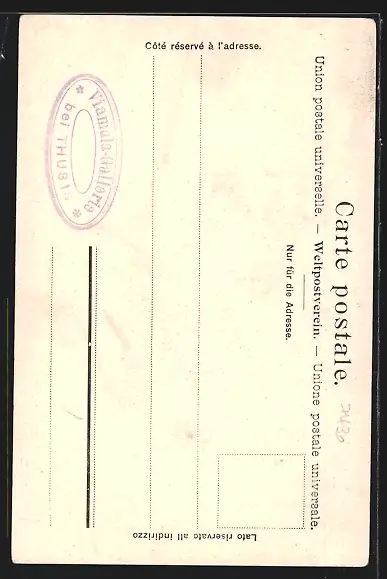 Carte postale.
Union postale universelle. — Weltpostverein. — Unione postale universale.
Nur für die Adresse.
Côté réservé à l'adresse.
Lato riservato all indirizzo
Viamala-Gallerie
bei THUSIS